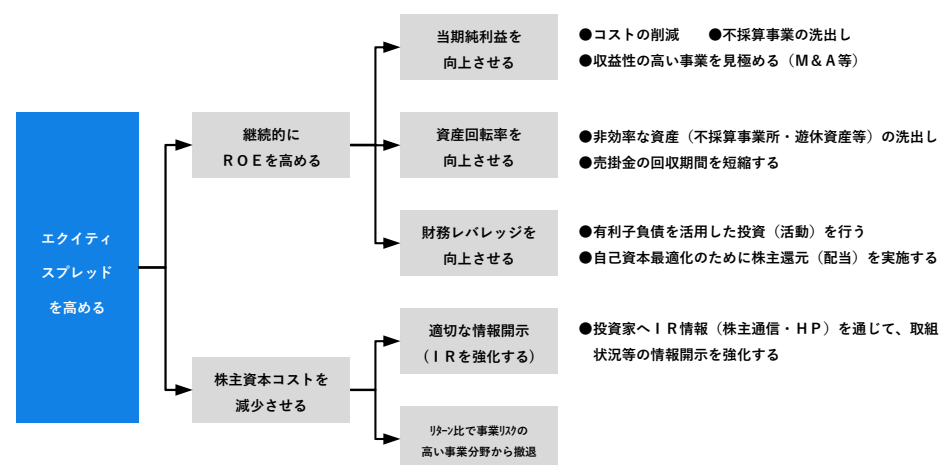 エクイティ
スプレッド
を高める
継続的に
ＲＯＥを高める
当期純利益を
向上させる
●コストの削減　　●不採算事業の洗出し
●収益性の高い事業を見極める（Ｍ＆Ａ等）
資産回転率を
向上させる
●非効率な資産（不採算事業所・遊休資産等）の洗出し
●売掛金の回収期間を短縮する
財務レバレッジを
向上させる
●有利子負債を活用した投資（活動）を行う
●自己資本最適化のために株主還元（配当）を実施する
株主資本コストを
減少させる
適切な情報開示
（ＩＲを強化する）
●投資家へＩＲ情報（株主通信・ＨＰ）を通じて、取組
状況等の情報開示を強化する
ﾘﾀｰﾝ比で事業ﾘｽｸの
高い事業分野から撤退